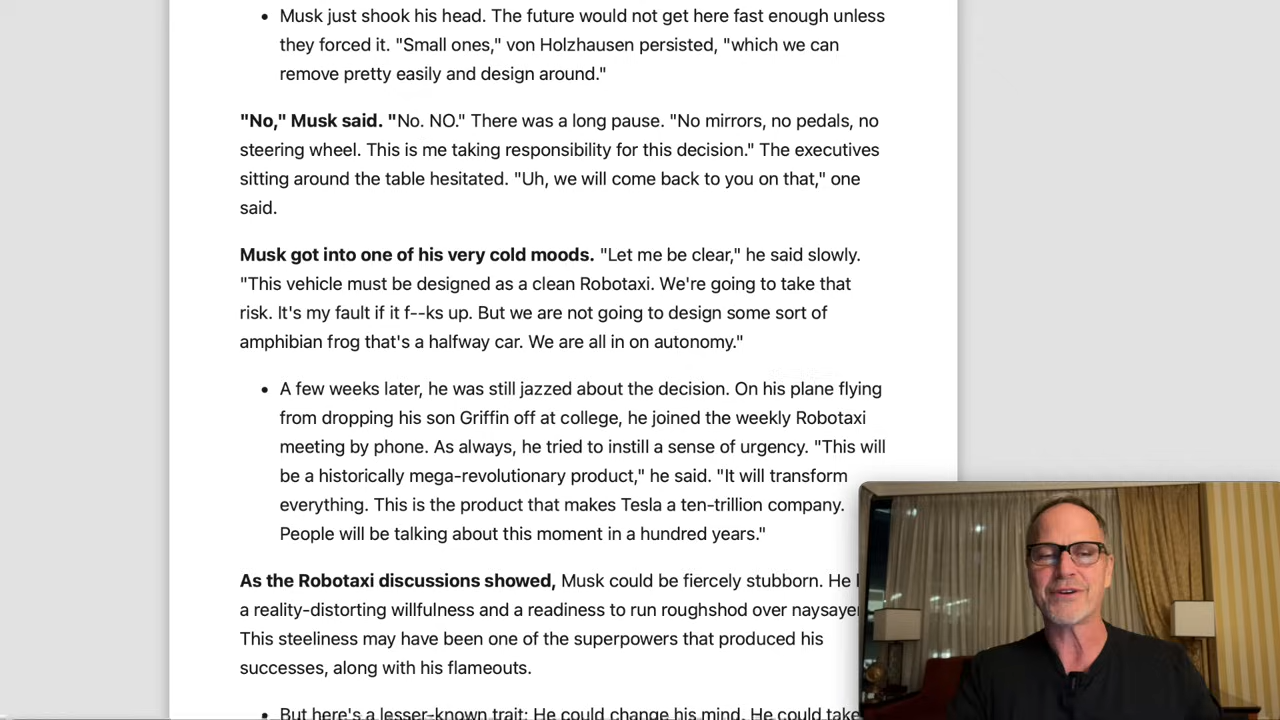 Musk just shook his head. The future would not get here fast enough unless
they forced it. "Small ones," von Holzhausen persisted, "which we can
remove pretty easily and design around."
"No," Musk said. "No. NO." There was a long pause. "No mirrors, no pedals, no
steering wheel. This is me taking responsibility for this decision." The executives
sitting around the table hesitated. "Uh, we will come back to you on that," one
said.
Musk got into one of his very cold moods. "Let me be clear," he said slowly.
"This vehicle must be designed as a clean Robotaxi. We're going to take that
risk. It's my fault if it f--ks up. But we are not going to design some sort of
amphibian frog that's a halfway car. We are all in on autonomy."
A few weeks later, he was still jazzed about the decision. On his plane flying
from dropping his son Griffin off at college, he joined the weekly Robotaxi
meeting by phone. As always, he tried to instill a sense of urgency. "This will
be a historically mega-revolutionary product," he said. "It will transform
everything. This is the product that makes Tesla a ten-trillion company.
People will be talking about this moment in a hundred years."
As the Robotaxi discussions showed, Musk could be fiercely stubborn. He
a reality-distorting willfulness and a readiness to run roughshod over
This steeliness may have been one of the superpowers that produced his
successes, along with his flameouts.
But here's a lesser-known trait: He could change his mind. He could take